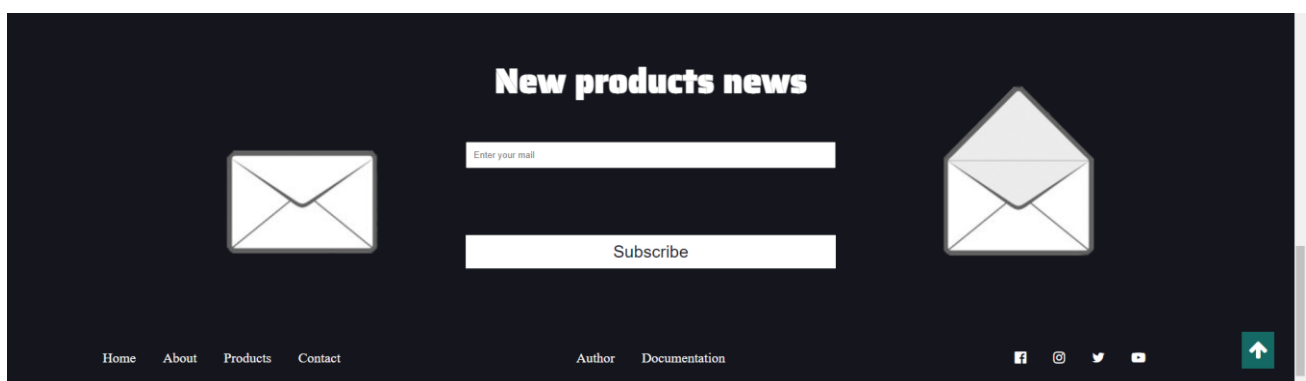 New products news
Enter your mail
Subscribe
Home About Products Contact Author Documentation